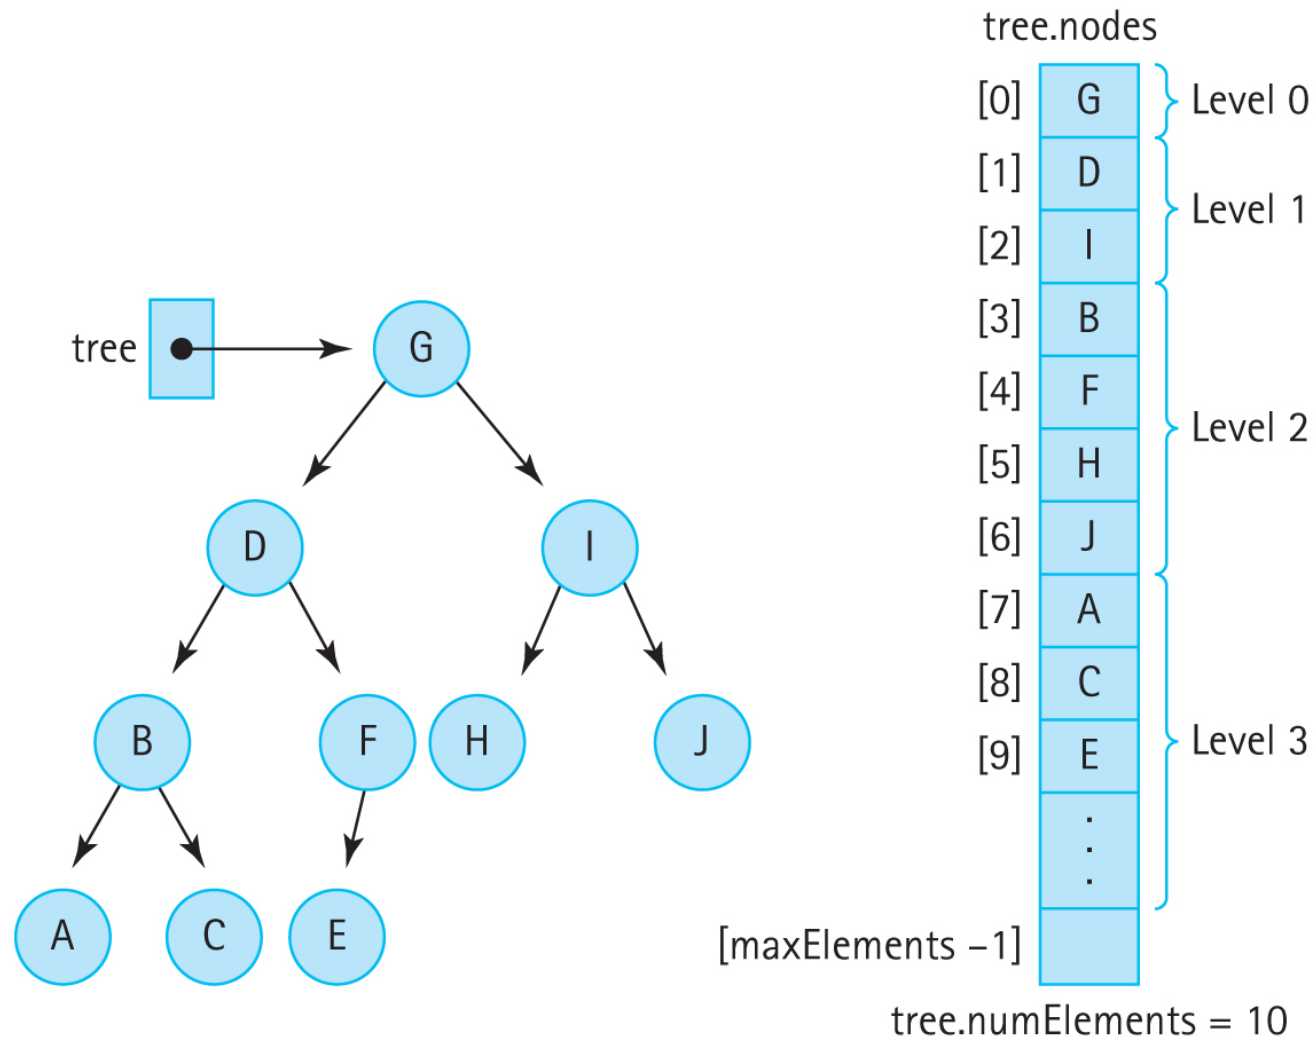 tree.nodes
[0] G Level 0
[1] D
Level 1
[2] I
[3] B
tree G
[4] F
Level 2
[5] H
D I
[6] J
[7] A
[8] C
B F H J
[9] E
Level 3
.
.
.
A C E
[maxElements –1]
tree.numElements = 10